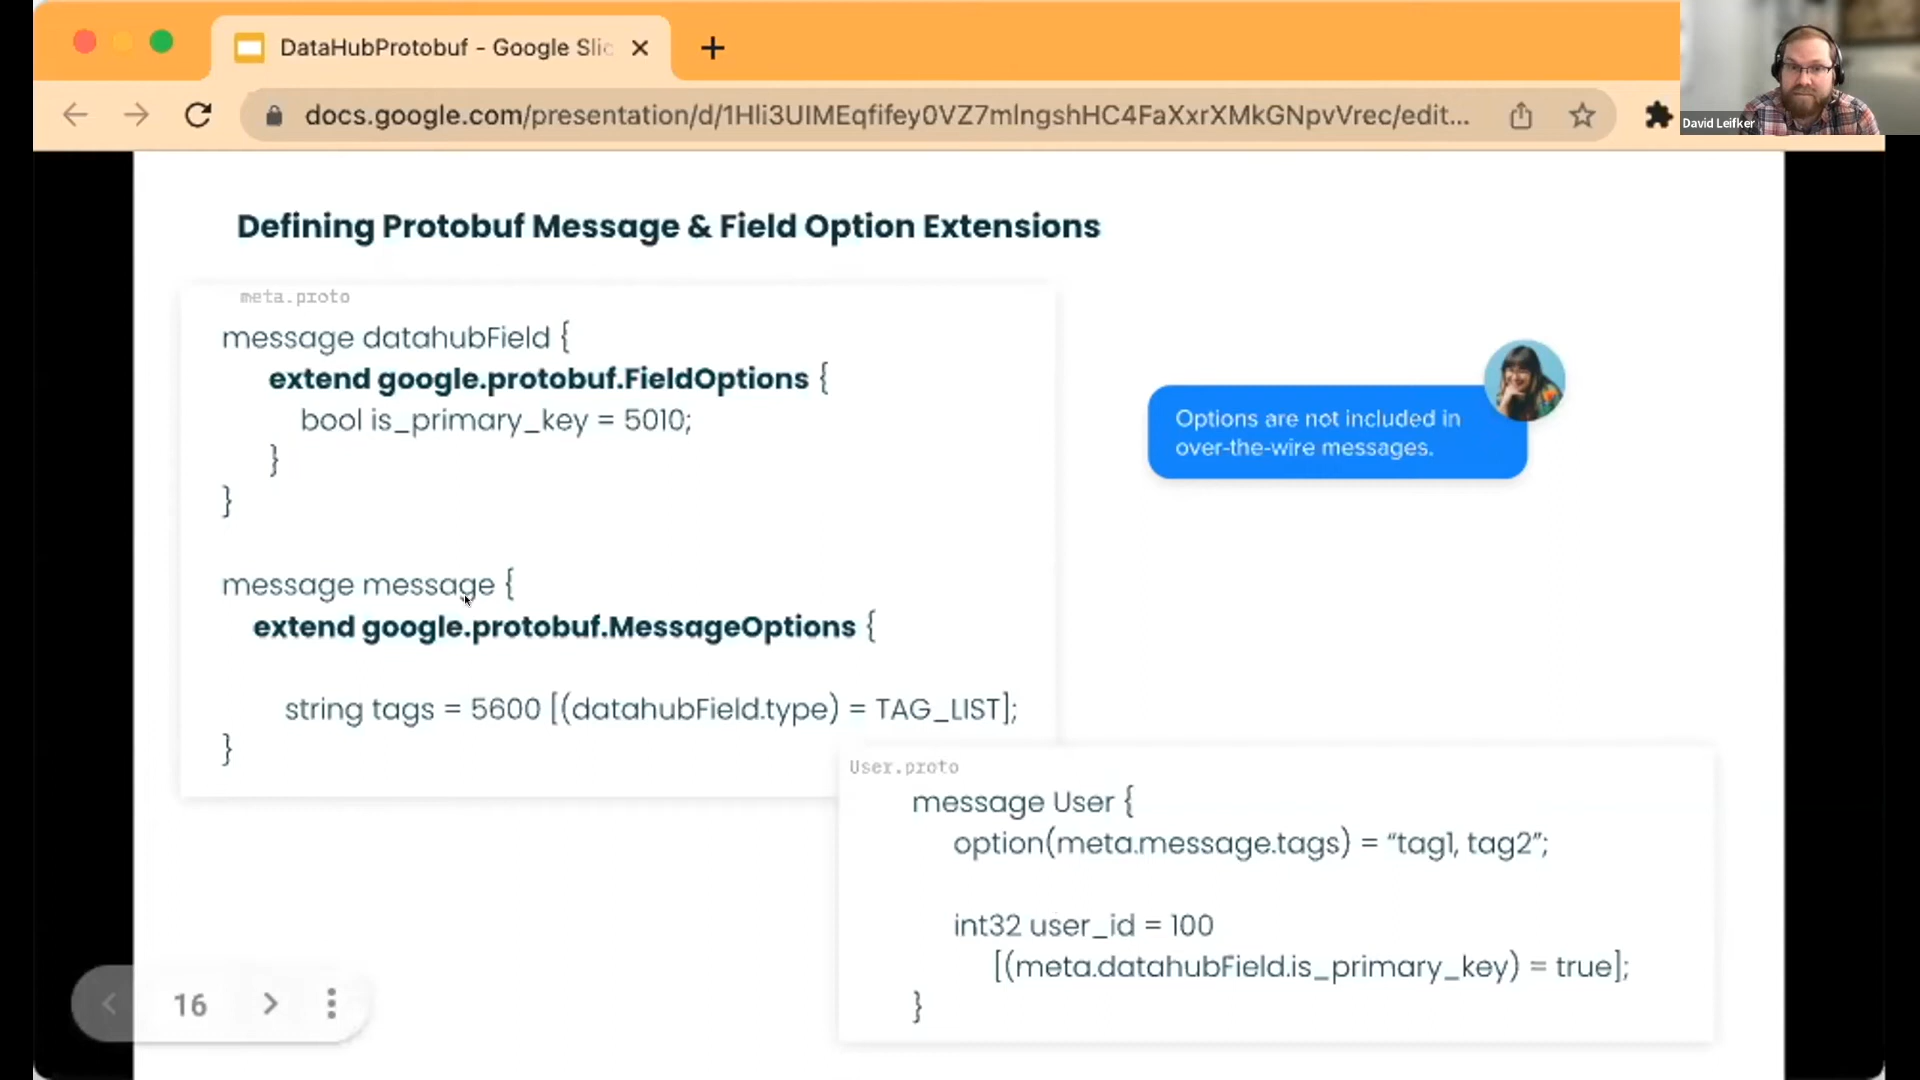 DataHubProtobuf - Google Slic
docs.google.com/presentation/d/1Hli3UIMEqfifey0VZ7mlngshHC4FaXxrXMkGNpvVrec/edit...
David Leifker
Defining Protobuf Message & Field Option Extensions
meta.proto
message datahubField {
extend google.protobuf.FieldOptions {
bool is_primary_key = 5010;
}
}
message message {
extend google.protobuf.MessageOptions {
string tags = 5600 [(datahubField.type) = TAG_LIST];
}
Options are not included in
over-the-wire messages.
User.proto
message User {
option(meta.message.tags) = “tag1, tag2”;
int32 user_id = 100
[(meta.datahubField.is_primary_key) = true];
}
16